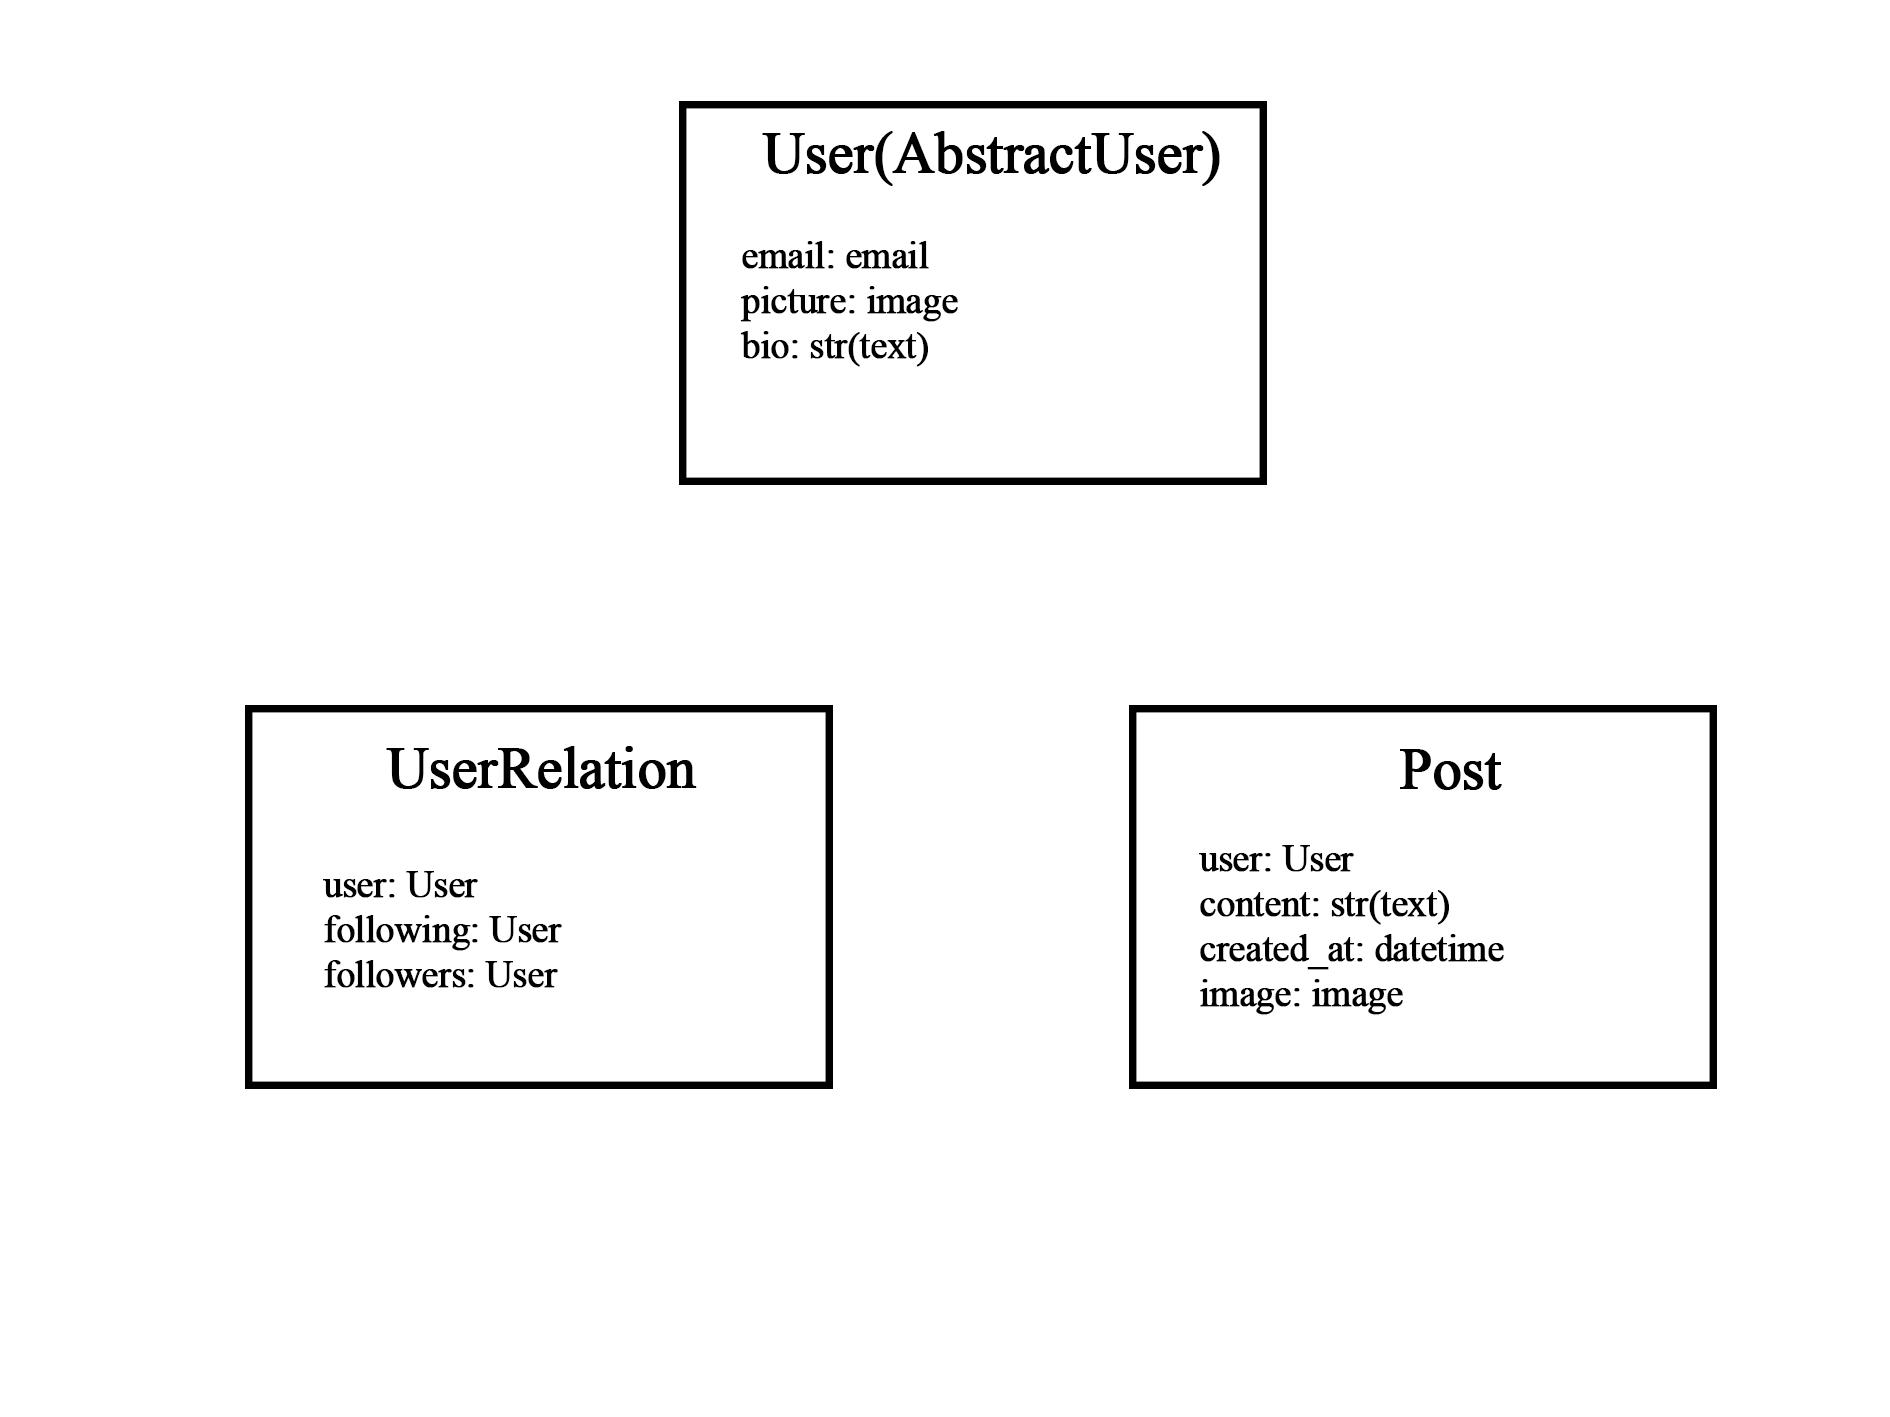 User(AbstractUser)
email: email
picture: image
bio: str(text)
UserRelation
user: User
following: User
followers: User
Post
user: User
content: str(text)
created_at: datetime
image: image